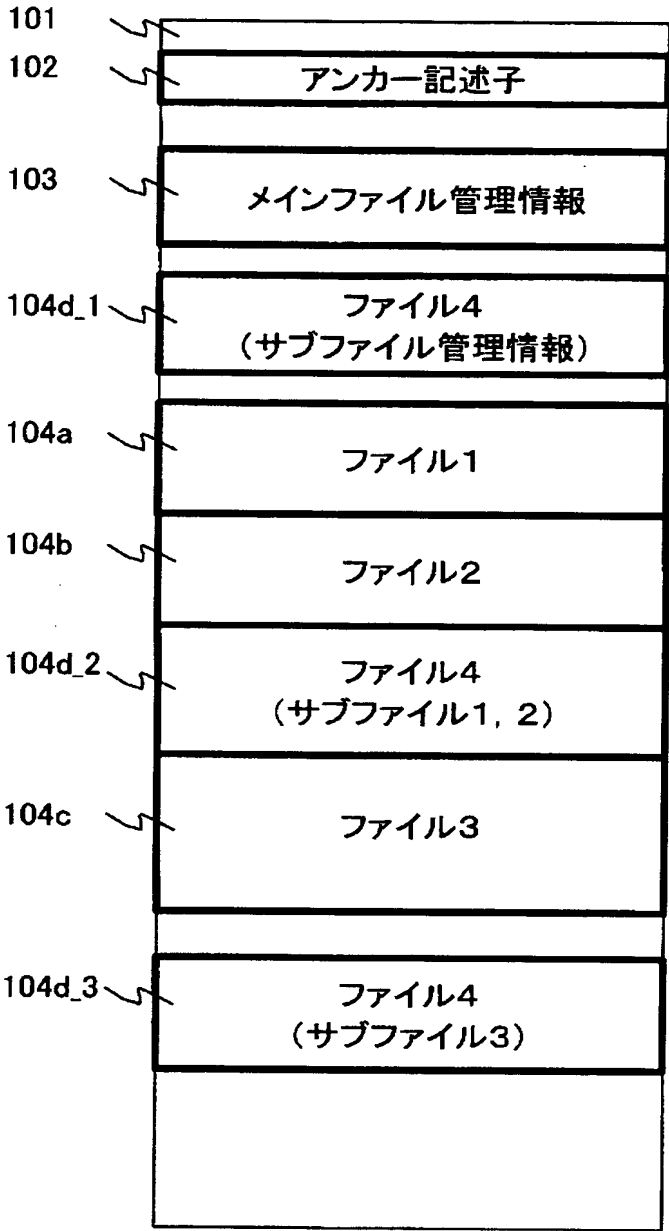 101
102
アンカー記述子
103
メインファイル管理情報
104d_1
ファイル4
(サブファイル管理情報)
104a
ファイル1
104b
ファイル2
104d_2
ファイル4
(サブファイル1, 2)
104c
ファイル3
104d_3
ファイル4
(サブファイル3)